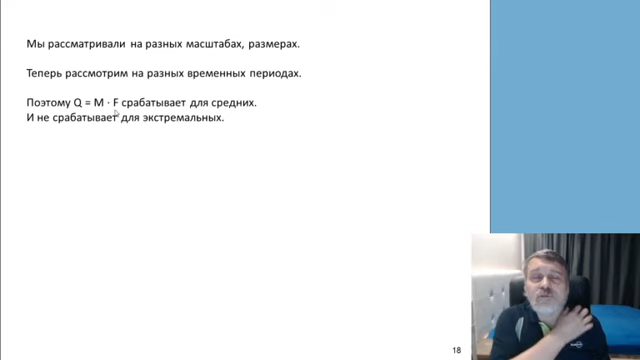 Мы рассматривали на разных масштабах, размерах.
Теперь рассмотрим на разных временных периодах.
Поэтому Q = M · F срабатывает для средних.
И не срабатывает для экстремальных.
18